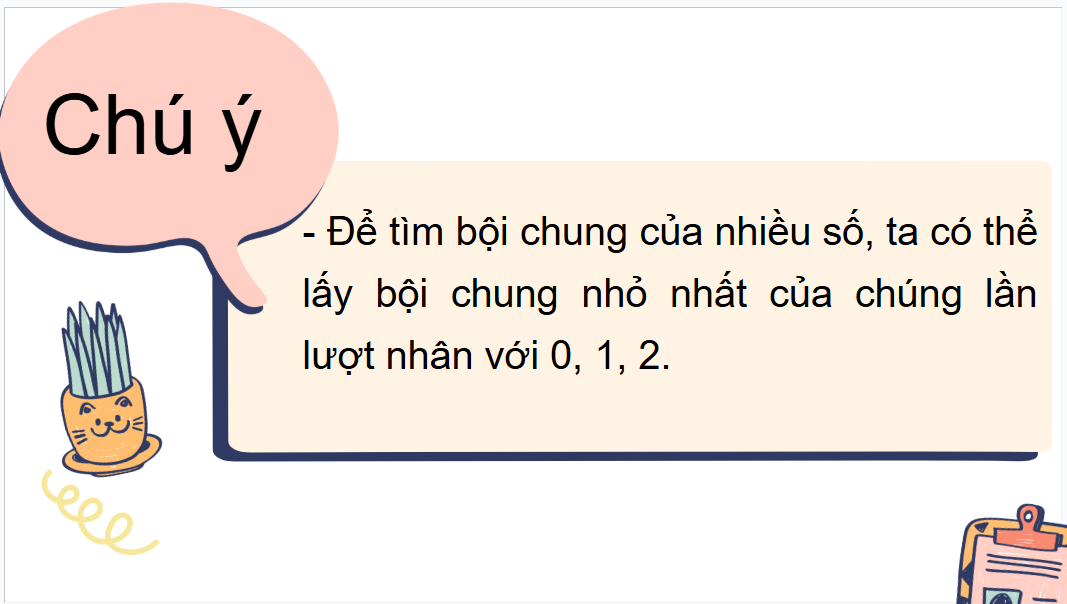 Chú ý
- Để tìm bội chung của nhiều số, ta có thể
lấy bội chung nhỏ nhất của chúng lần
lượt nhân với 0, 1, 2.